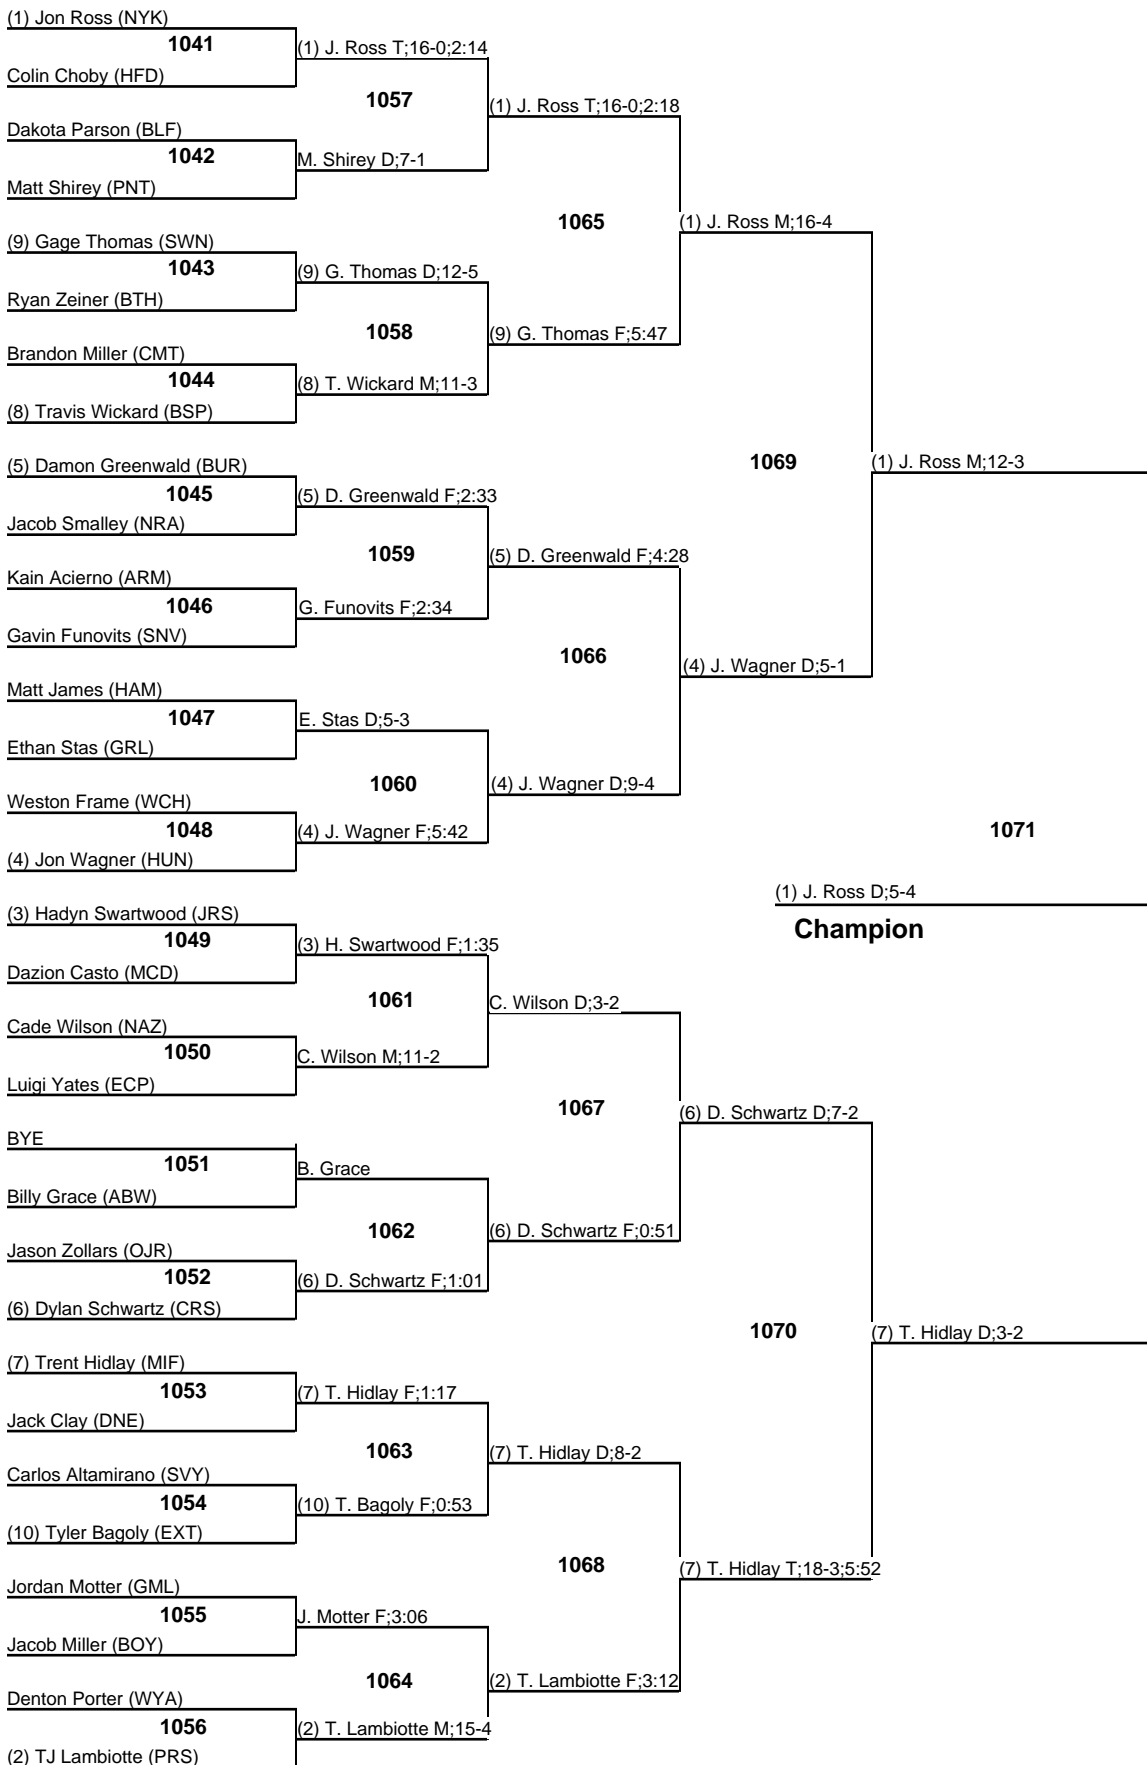 (1) Jon Ross (NYK)
1041
(1) J. Ross T;16-0;2:14
Colin Choby (HFD)
1057
(1) J. Ross T;16-0;2:18
Dakota Parson (BLF)
1042
M. Shirey D;7-1
Matt Shirey (PNT)
1065
(1) J. Ross M;16-4
(9) Gage Thomas (SWN)
1043
(9) G. Thomas D;12-5
Ryan Zeiner (BTH)
1058
(9) G. Thomas F;5:47
Brandon Miller (CMT)
1044
(8) T. Wickard M;11-3
(8) Travis Wickard (BSP)
1069
(1) J. Ross M;12-3
(5) Damon Greenwald (BUR)
1045
(5) D. Greenwald F;2:33
Jacob Smalley (NRA)
1059
(5) D. Greenwald F;4:28
Kain Acierno (ARM)
1046
G. Funovits F;2:34
Gavin Funovits (SNV)
1066
(4) J. Wagner D;5-1
Matt James (HAM)
1047
E. Stas D;5-3
Ethan Stas (GRL)
1060
(4) J. Wagner D;9-4
Weston Frame (WCH)
1048
(4) J. Wagner F;5:42
(4) Jon Wagner (HUN)
1071
(1) J. Ross D;5-4
Champion
(3) Hadyn Swartwood (JRS)
1049
(3) H. Swartwood F;1:35
Dazion Casto (MCD)
1061
C. Wilson D;3-2
Cade Wilson (NAZ)
1050
C. Wilson M;11-2
Luigi Yates (ECP)
1067
(6) D. Schwartz D;7-2
BYE
1051
B. Grace
Billy Grace (ABW)
1062
(6) D. Schwartz F;0:51
Jason Zollars (OJR)
1052
(6) D. Schwartz F;1:01
(6) Dylan Schwartz (CRS)
1070
(7) T. Hidlay D;3-2
(7) Trent Hidlay (MIF)
1053
(7) T. Hidlay F;1:17
Jack Clay (DNE)
1063
(7) T. Hidlay D;8-2
Carlos Altamirano (SVY)
1054
(10) T. Bagoly F;0:53
(10) Tyler Bagoly (EXT)
1068
(7) T. Hidlay T;18-3;5:52
Jordan Motter (GML)
1055
J. Motter F;3:06
Jacob Miller (BOY)
1064
(2) T. Lambiotte F;3:12
Denton Porter (WYA)
1056
(2) T. Lambiotte M;15-4
(2) TJ Lambiotte (PRS)